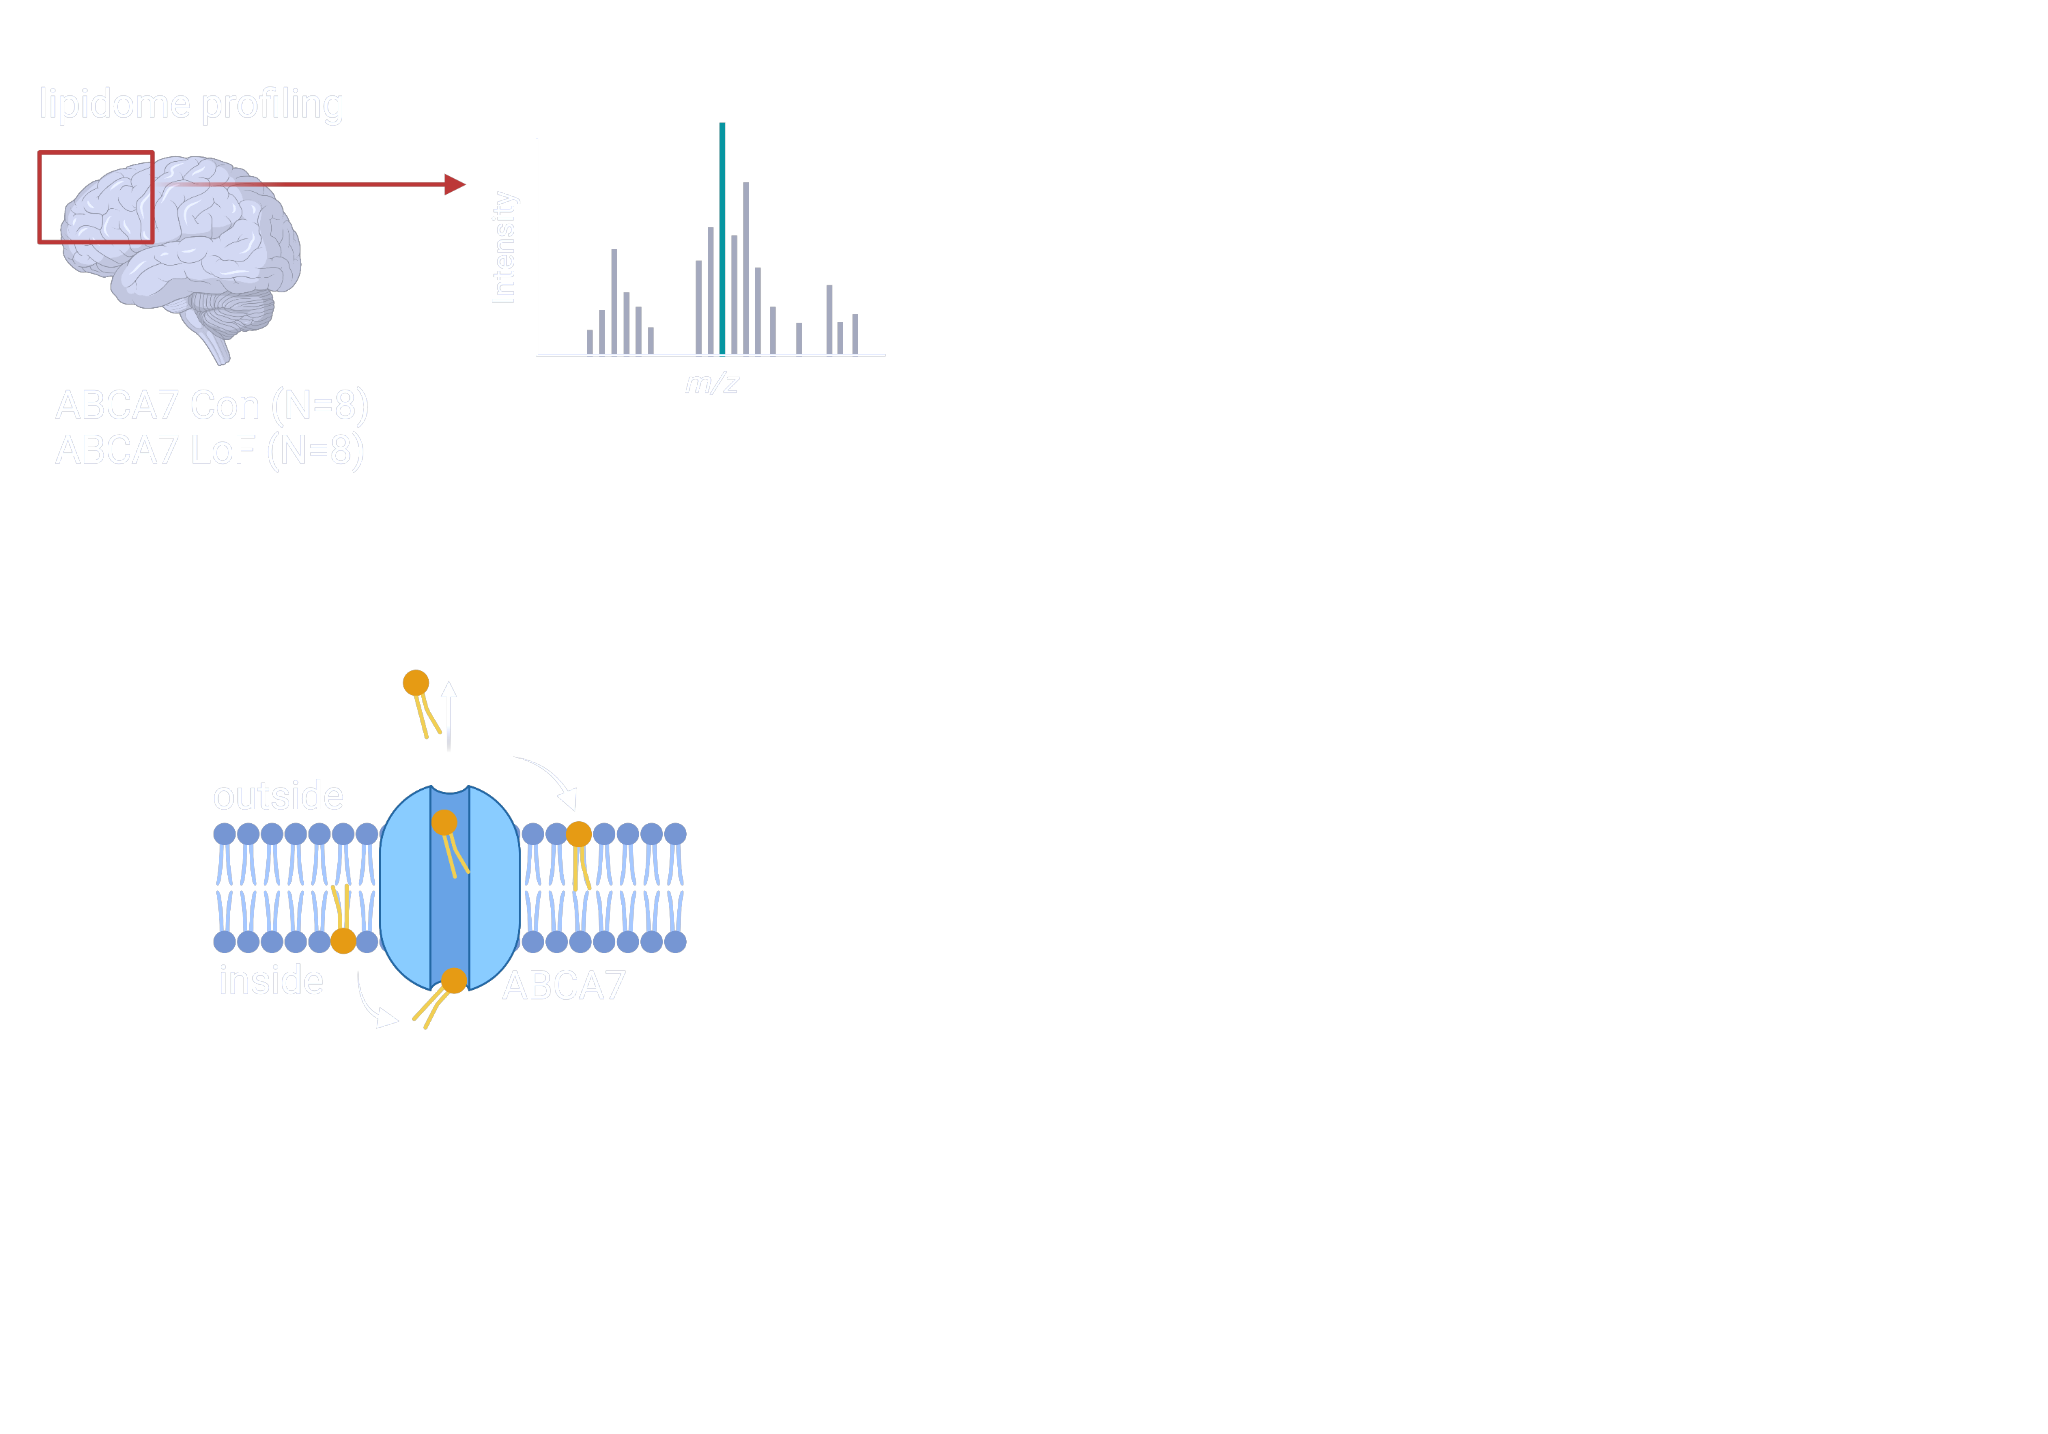 lipidome profiling
Intensity
m/z
ABCA7 Con (N=8)
ABCA7 LoF (N=8)
outside
inside
ABCA7